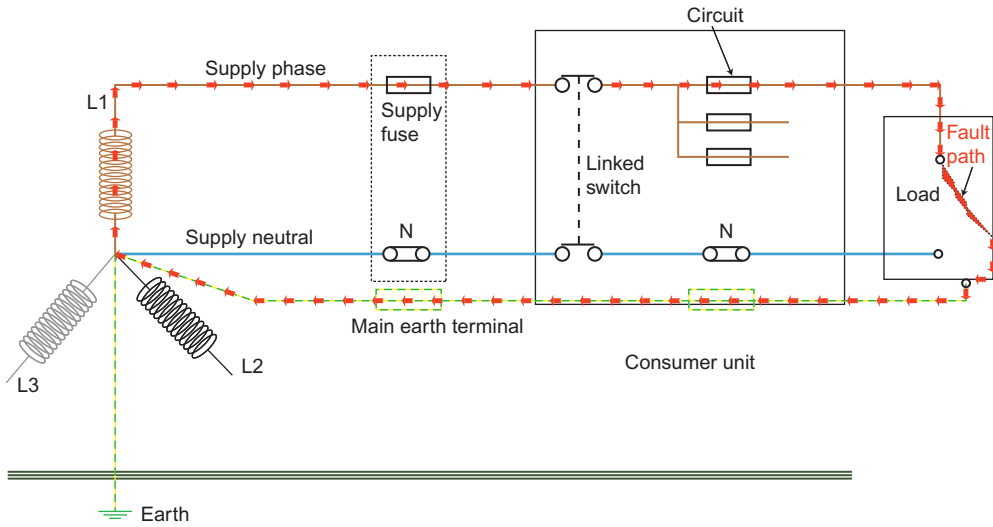 Circuit
Supply phase
L1
Supply
fuse
Fault
path
Linked
switch
Load
Supply neutral
N
N
Main earth terminal
L2
L3
Consumer unit
Earth